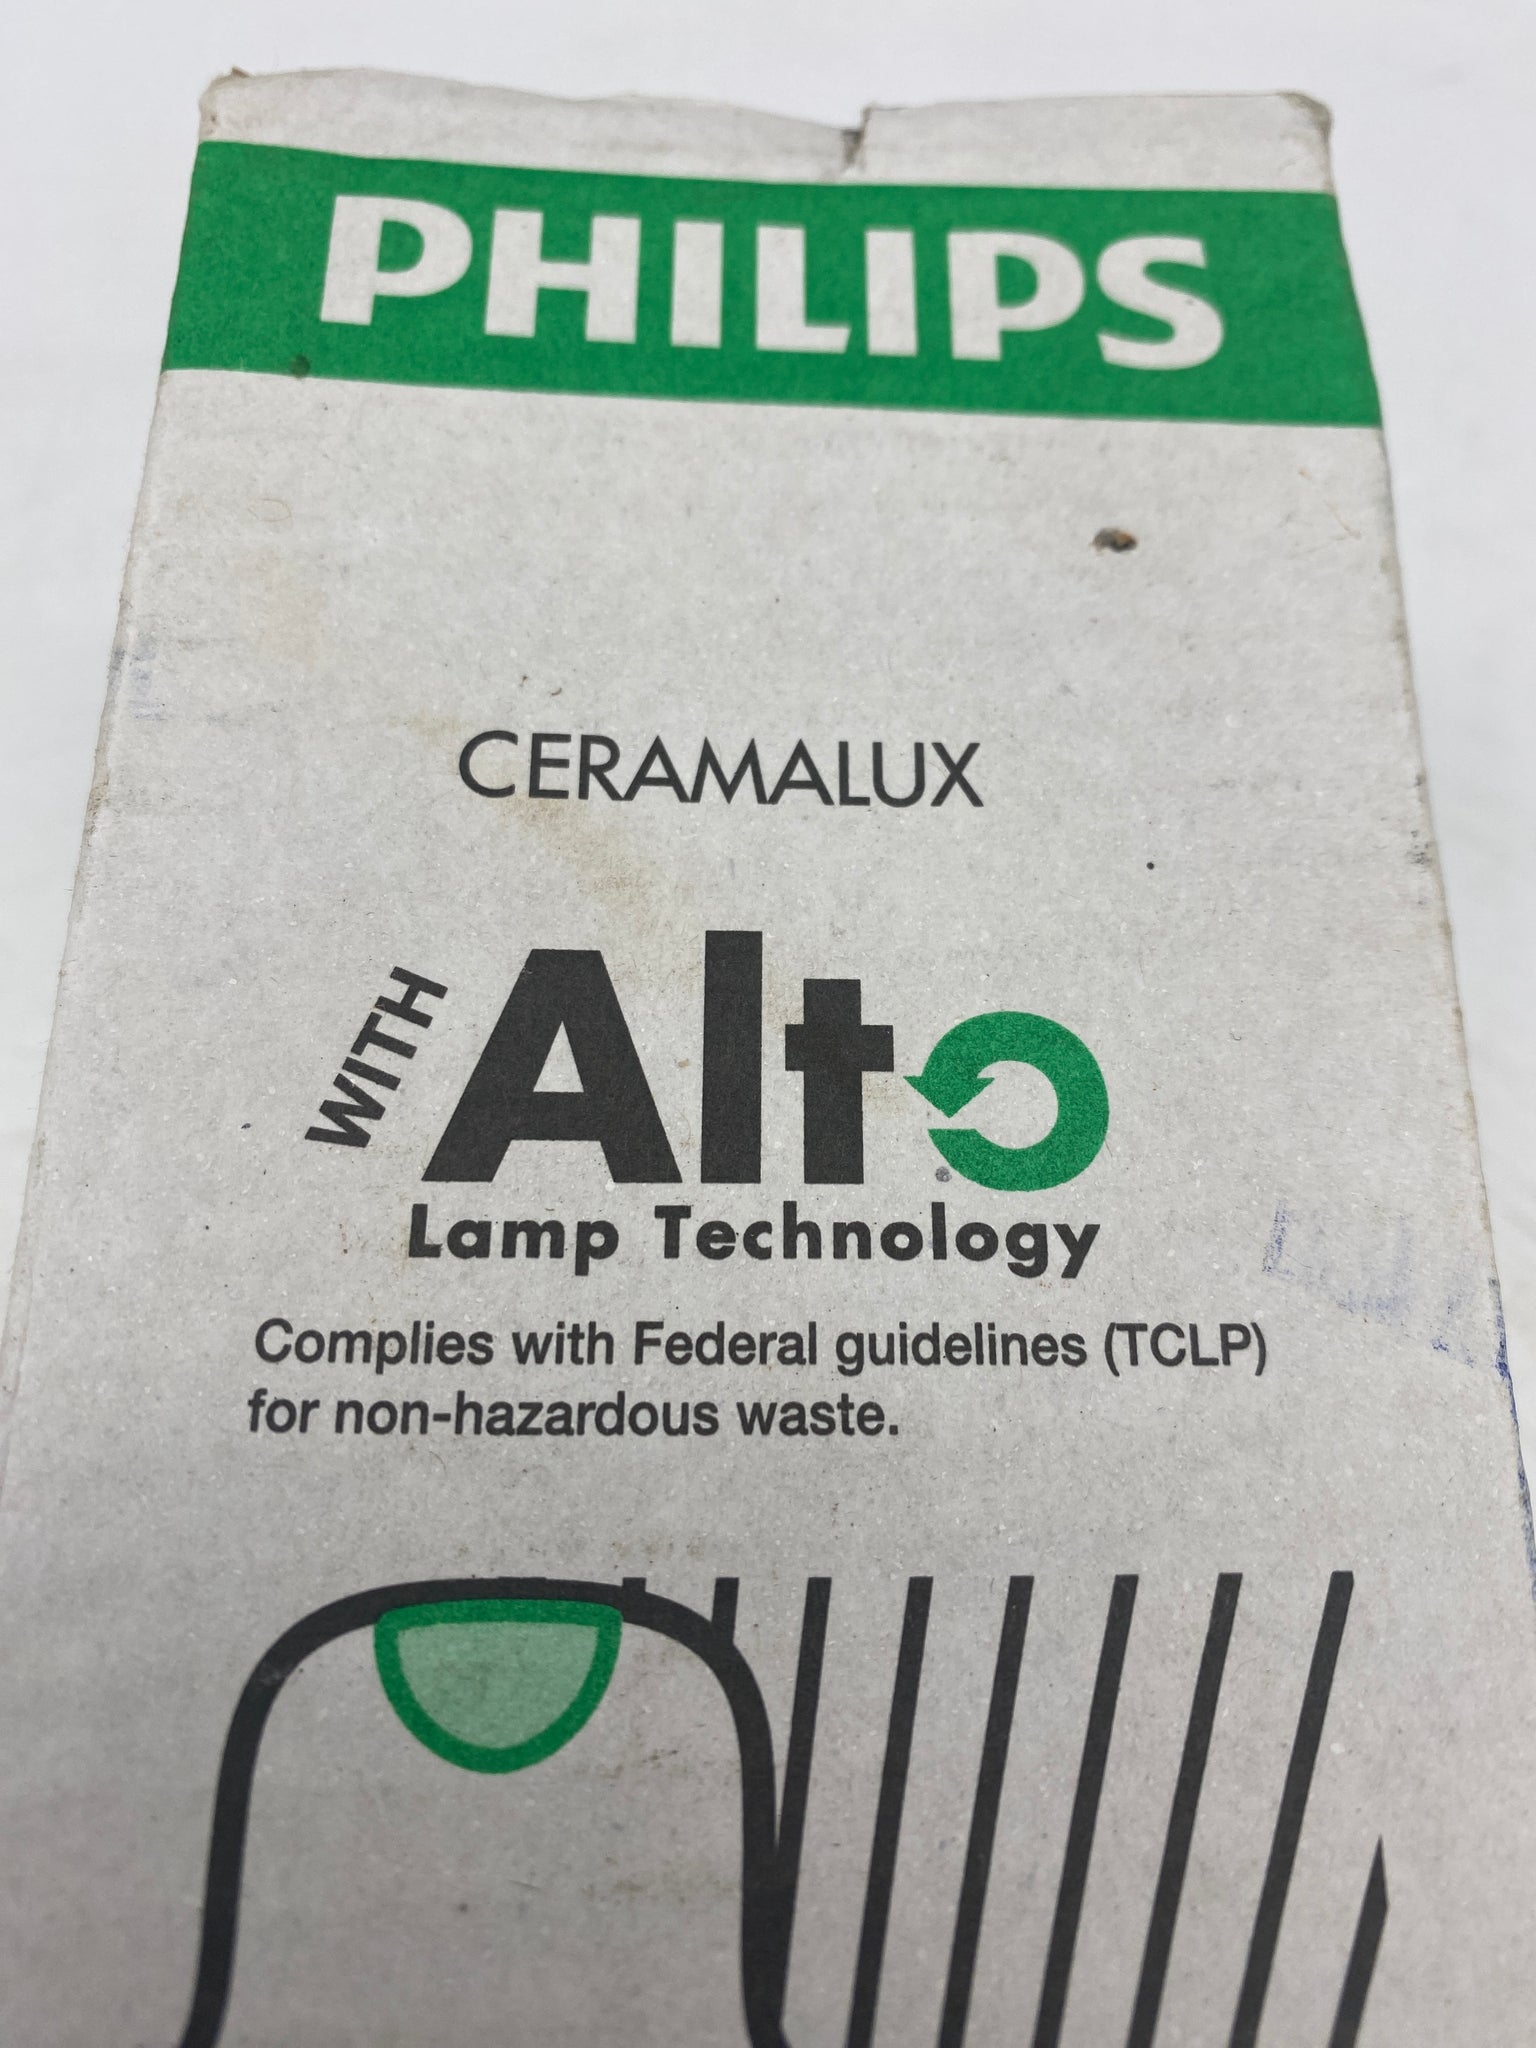 PHILIPS
CERAMALUX
WITH Alto
Lamp Technology
Complies with Federal guidelines (TCLP)
for non-hazardous waste.